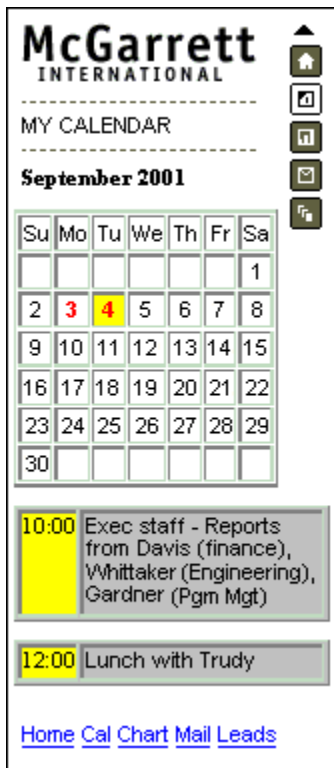 McGarrett
INTERNATIONAL
MY CALENDAR
September 2001
Su Mo Tu We Th Fr Sa
1
2 3 4 5 6 7 8
9 10 11 12 13 14 15
16 17 18 19 20 21 22
23 24 25 26 27 28 29
30
10:00 Exec staff - Reports
from Davis (finance),
Whittaker (Engineering),
Gardner (Pgm Mgt)
12:00 Lunch with Trudy
Home Cal Chart Mail Leads